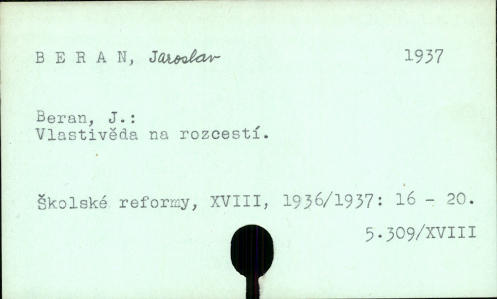 B E R A N, Jaroslav 1937
Beran, J.:
Vlastivěda na rozcestí.
Školské reformy, XVIII, 1936/1937: 16 - 20.
5.309/XVIII